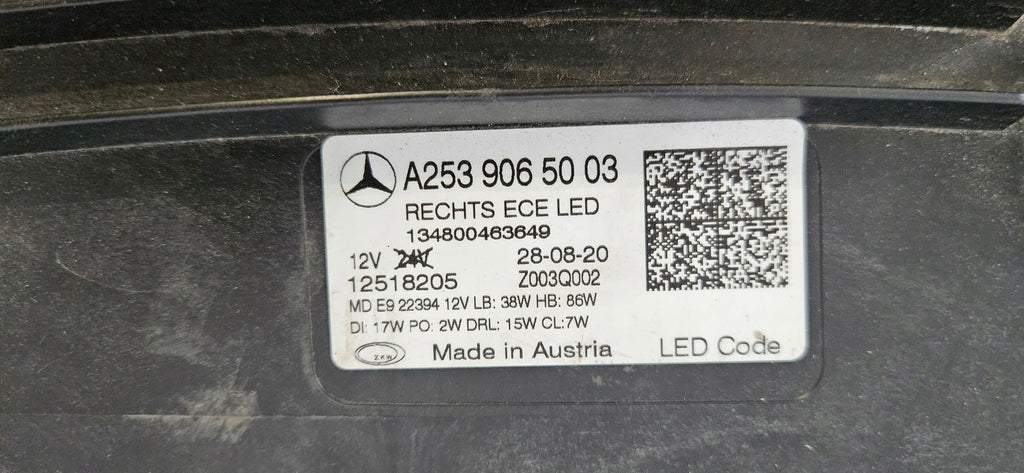 A253 906 50 03
RECHTS ECE LED
134800463649
12V 24V 28-08-20
12518205 Z003Q002
MD E9 22394 12V LB: 38W HB: 86W
DI: 17W PO: 2W DRL: 15W CL:7W
ZKW Made in Austria LED Code